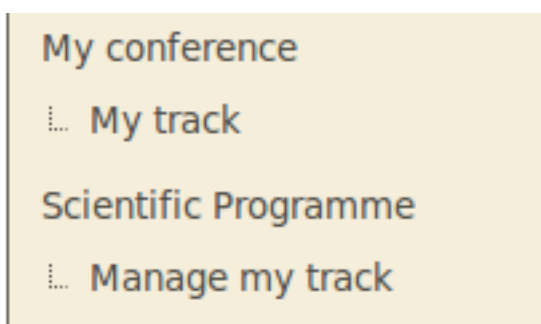 My conference
My track
Scientific Programme
Manage my track